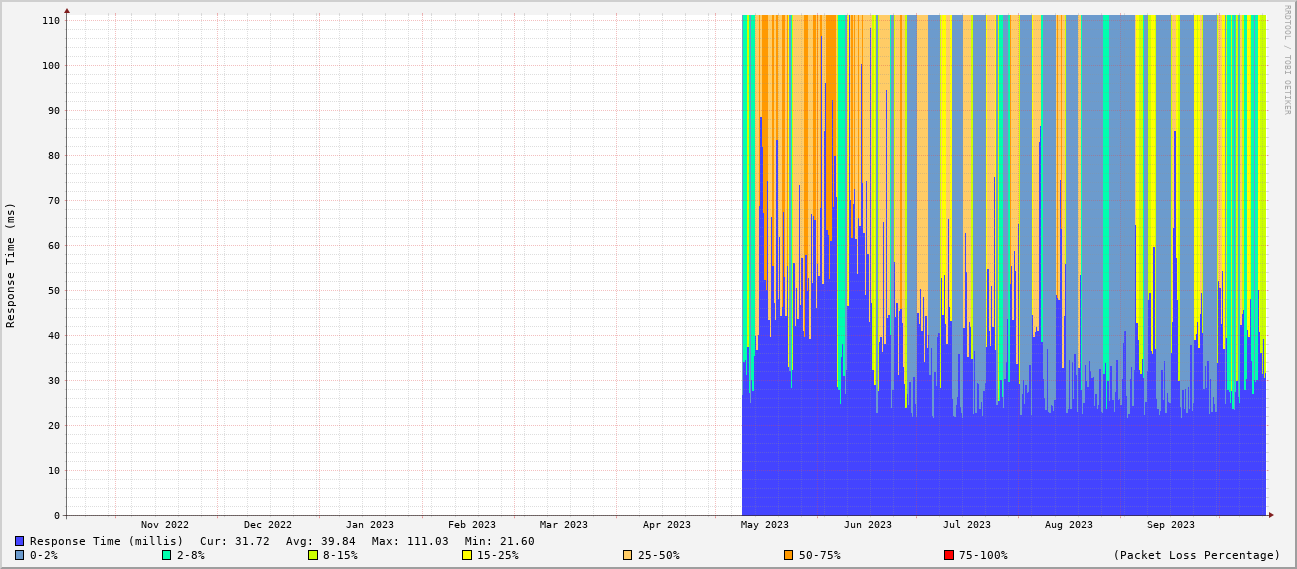 RRDTOOL / TOBI OETIKER
Response Time (ms)
110
100
90
80
70
60
50
40
30
20
10
0
Nov 2022 Dec 2022 Jan 2023 Feb 2023 Mar 2023 Apr 2023 May 2023 Jun 2023 Jul 2023 Aug 2023 Sep 2023
Response Time (millis) Cur: 31.72 Avg: 39.84 Max: 111.03 Min: 21.60
0-2% 2-8% 8-15% 15-25% 25-50% 50-75% 75-100% (Packet Loss Percentage)